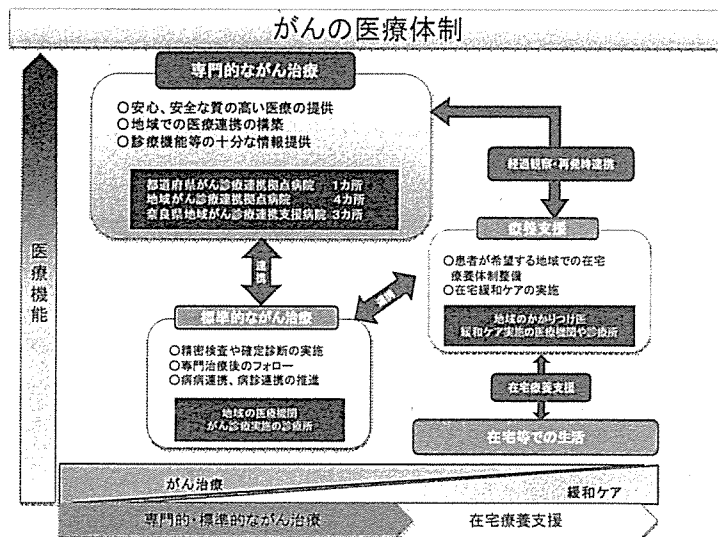 がんの医療体制
専門的ながん治療
○安心、安全な質の高い医療の提供
○地域での医療連携の構築
○診療機能等の十分な情報提供
都道府県がん診療連携拠点病院 1カ所
地域がん診療連携拠点病院 4カ所
奈良県地域がん診療連携支援病院 3カ所
経過観察・再発時連携
医療機能
連携
連携
療養支援
○患者が希望する地域での在宅
療養体制整備
○在宅緩和ケアの実施
地域のかかりつけ医
緩和ケア実施の医療機関や診療所
標準的ながん治療
○精密検査や確定診断の実施
○専門治療後のフォロー
○病病連携、病診連携の推進
地域の医療機関
がん診療実施の診療所
在宅療養支援
在宅等での生活
がん治療
緩和ケア
専門的・標準的ながん治療
在宅療養支援